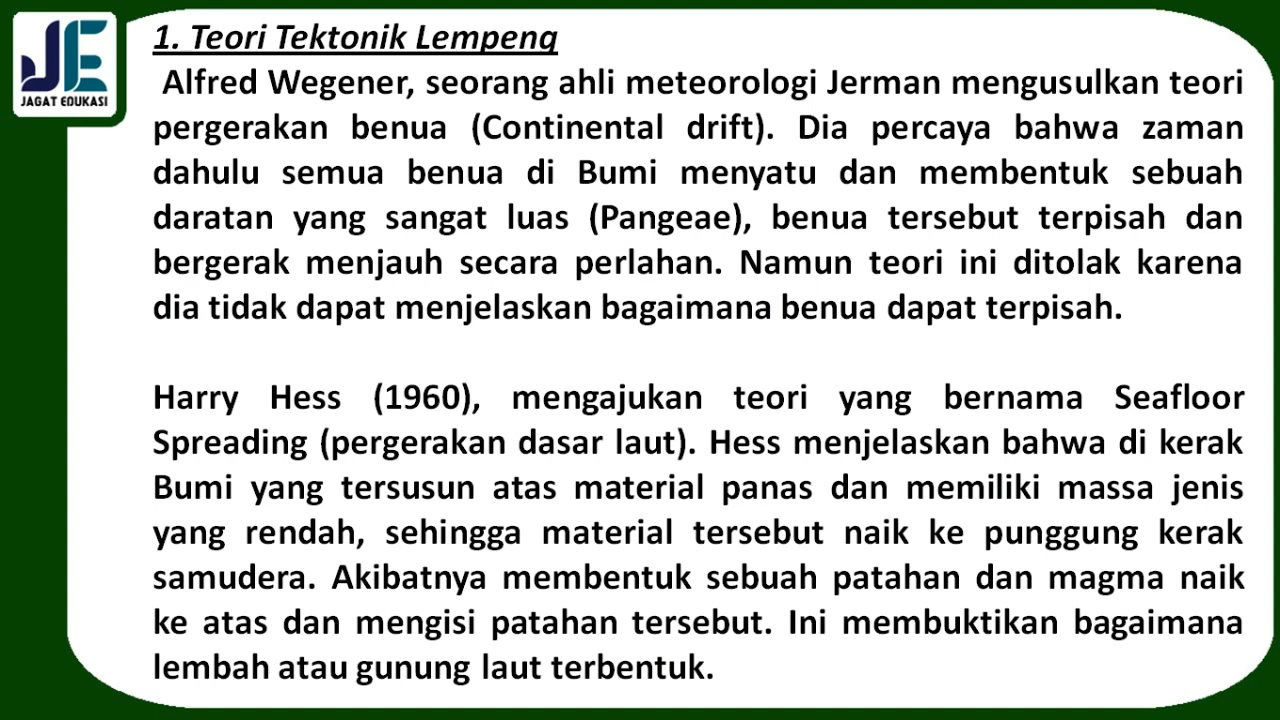 JE
JAGAT EDUKASI
1. Teori Tektonik Lempeng
Alfred Wegener, seorang ahli meteorologi Jerman mengusulkan teori
pergerakan benua (Continental drift). Dia percaya bahwa zaman
dahulu semua benua di Bumi menyatu dan membentuk sebuah
daratan yang sangat luas (Pangeae), benua tersebut terpisah dan
bergerak menjauh secara perlahan. Namun teori ini ditolak karena
dia tidak dapat menjelaskan bagaimana benua dapat terpisah.
Harry Hess (1960), mengajukan teori yang bernama Seafloor
Spreading (pergerakan dasar laut). Hess menjelaskan bahwa di kerak
Bumi yang tersusun atas material panas dan memiliki massa jenis
yang rendah, sehingga material tersebut naik ke punggung kerak
samudera. Akibatnya membentuk sebuah patahan dan magma naik
ke atas dan mengisi patahan tersebut. Ini membuktikan bagaimana
lembah atau gunung laut terbentuk.